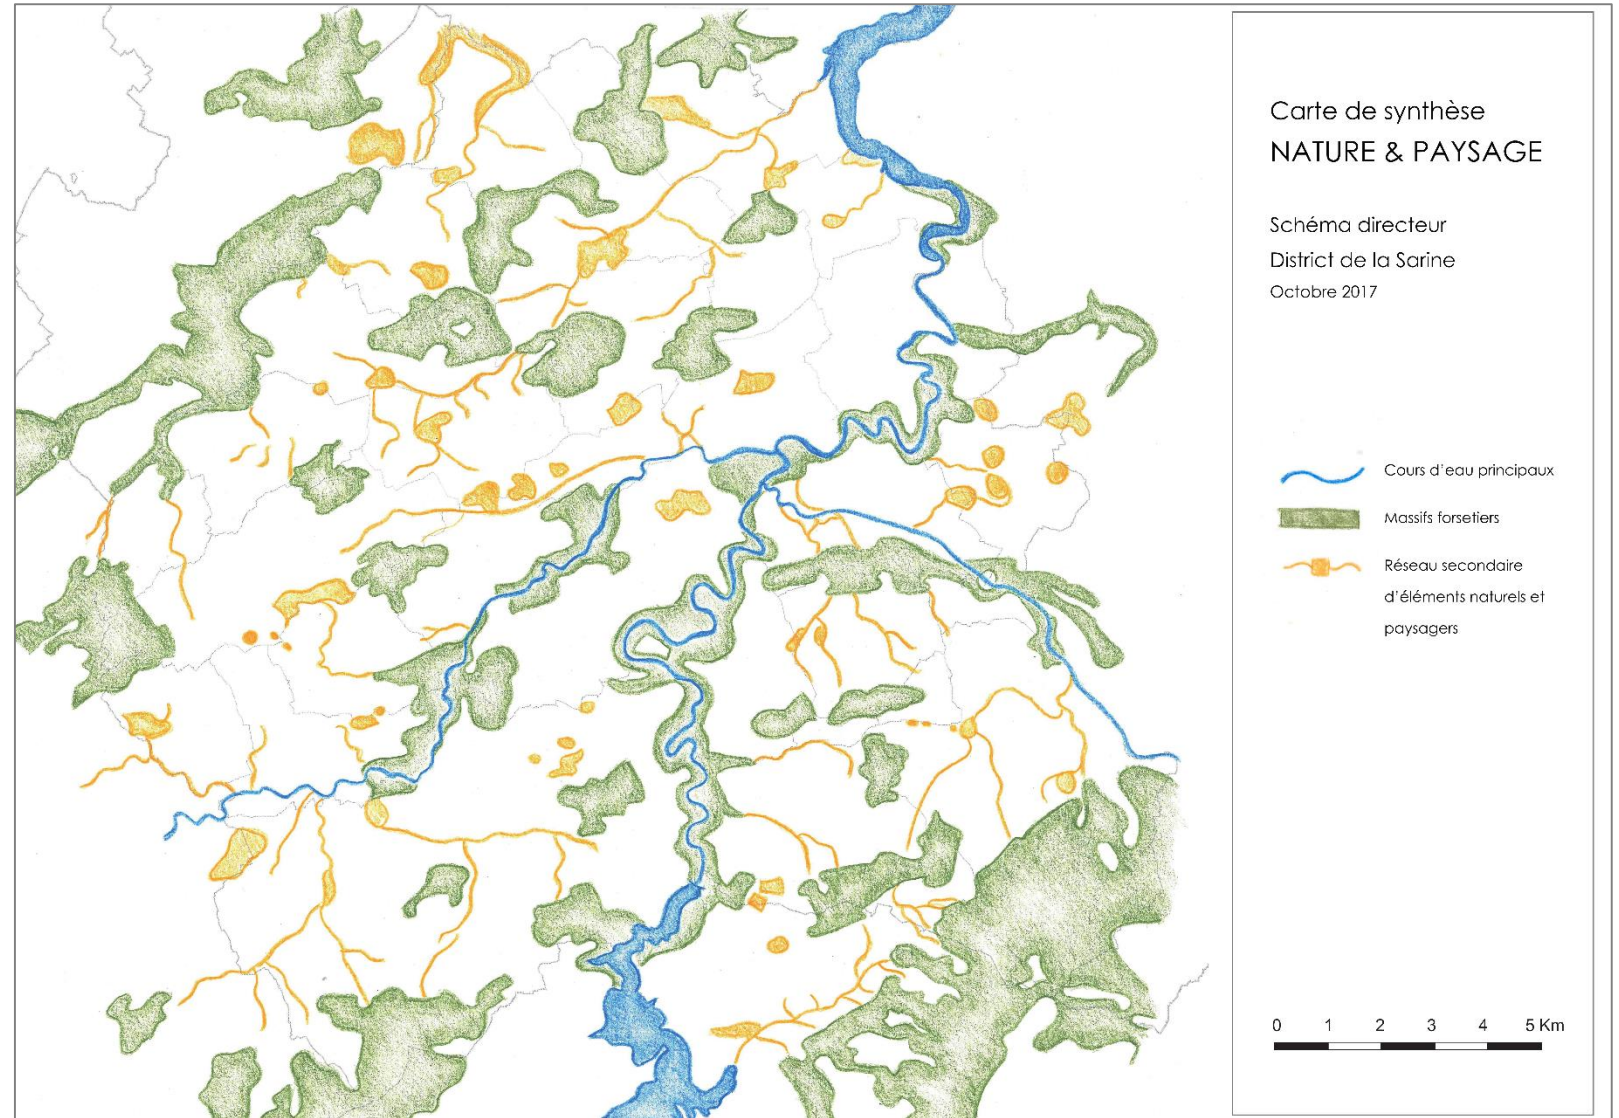 Carte de synthèse
NATURE & PAYSAGE
Schéma directeur
District de la Sarine
Octobre 2017
Cours d'eau principaux
Massifs forsetiers
Réseau secondaire
d'éléments naturels et
paysagers
0 1 2 3 4 5 Km